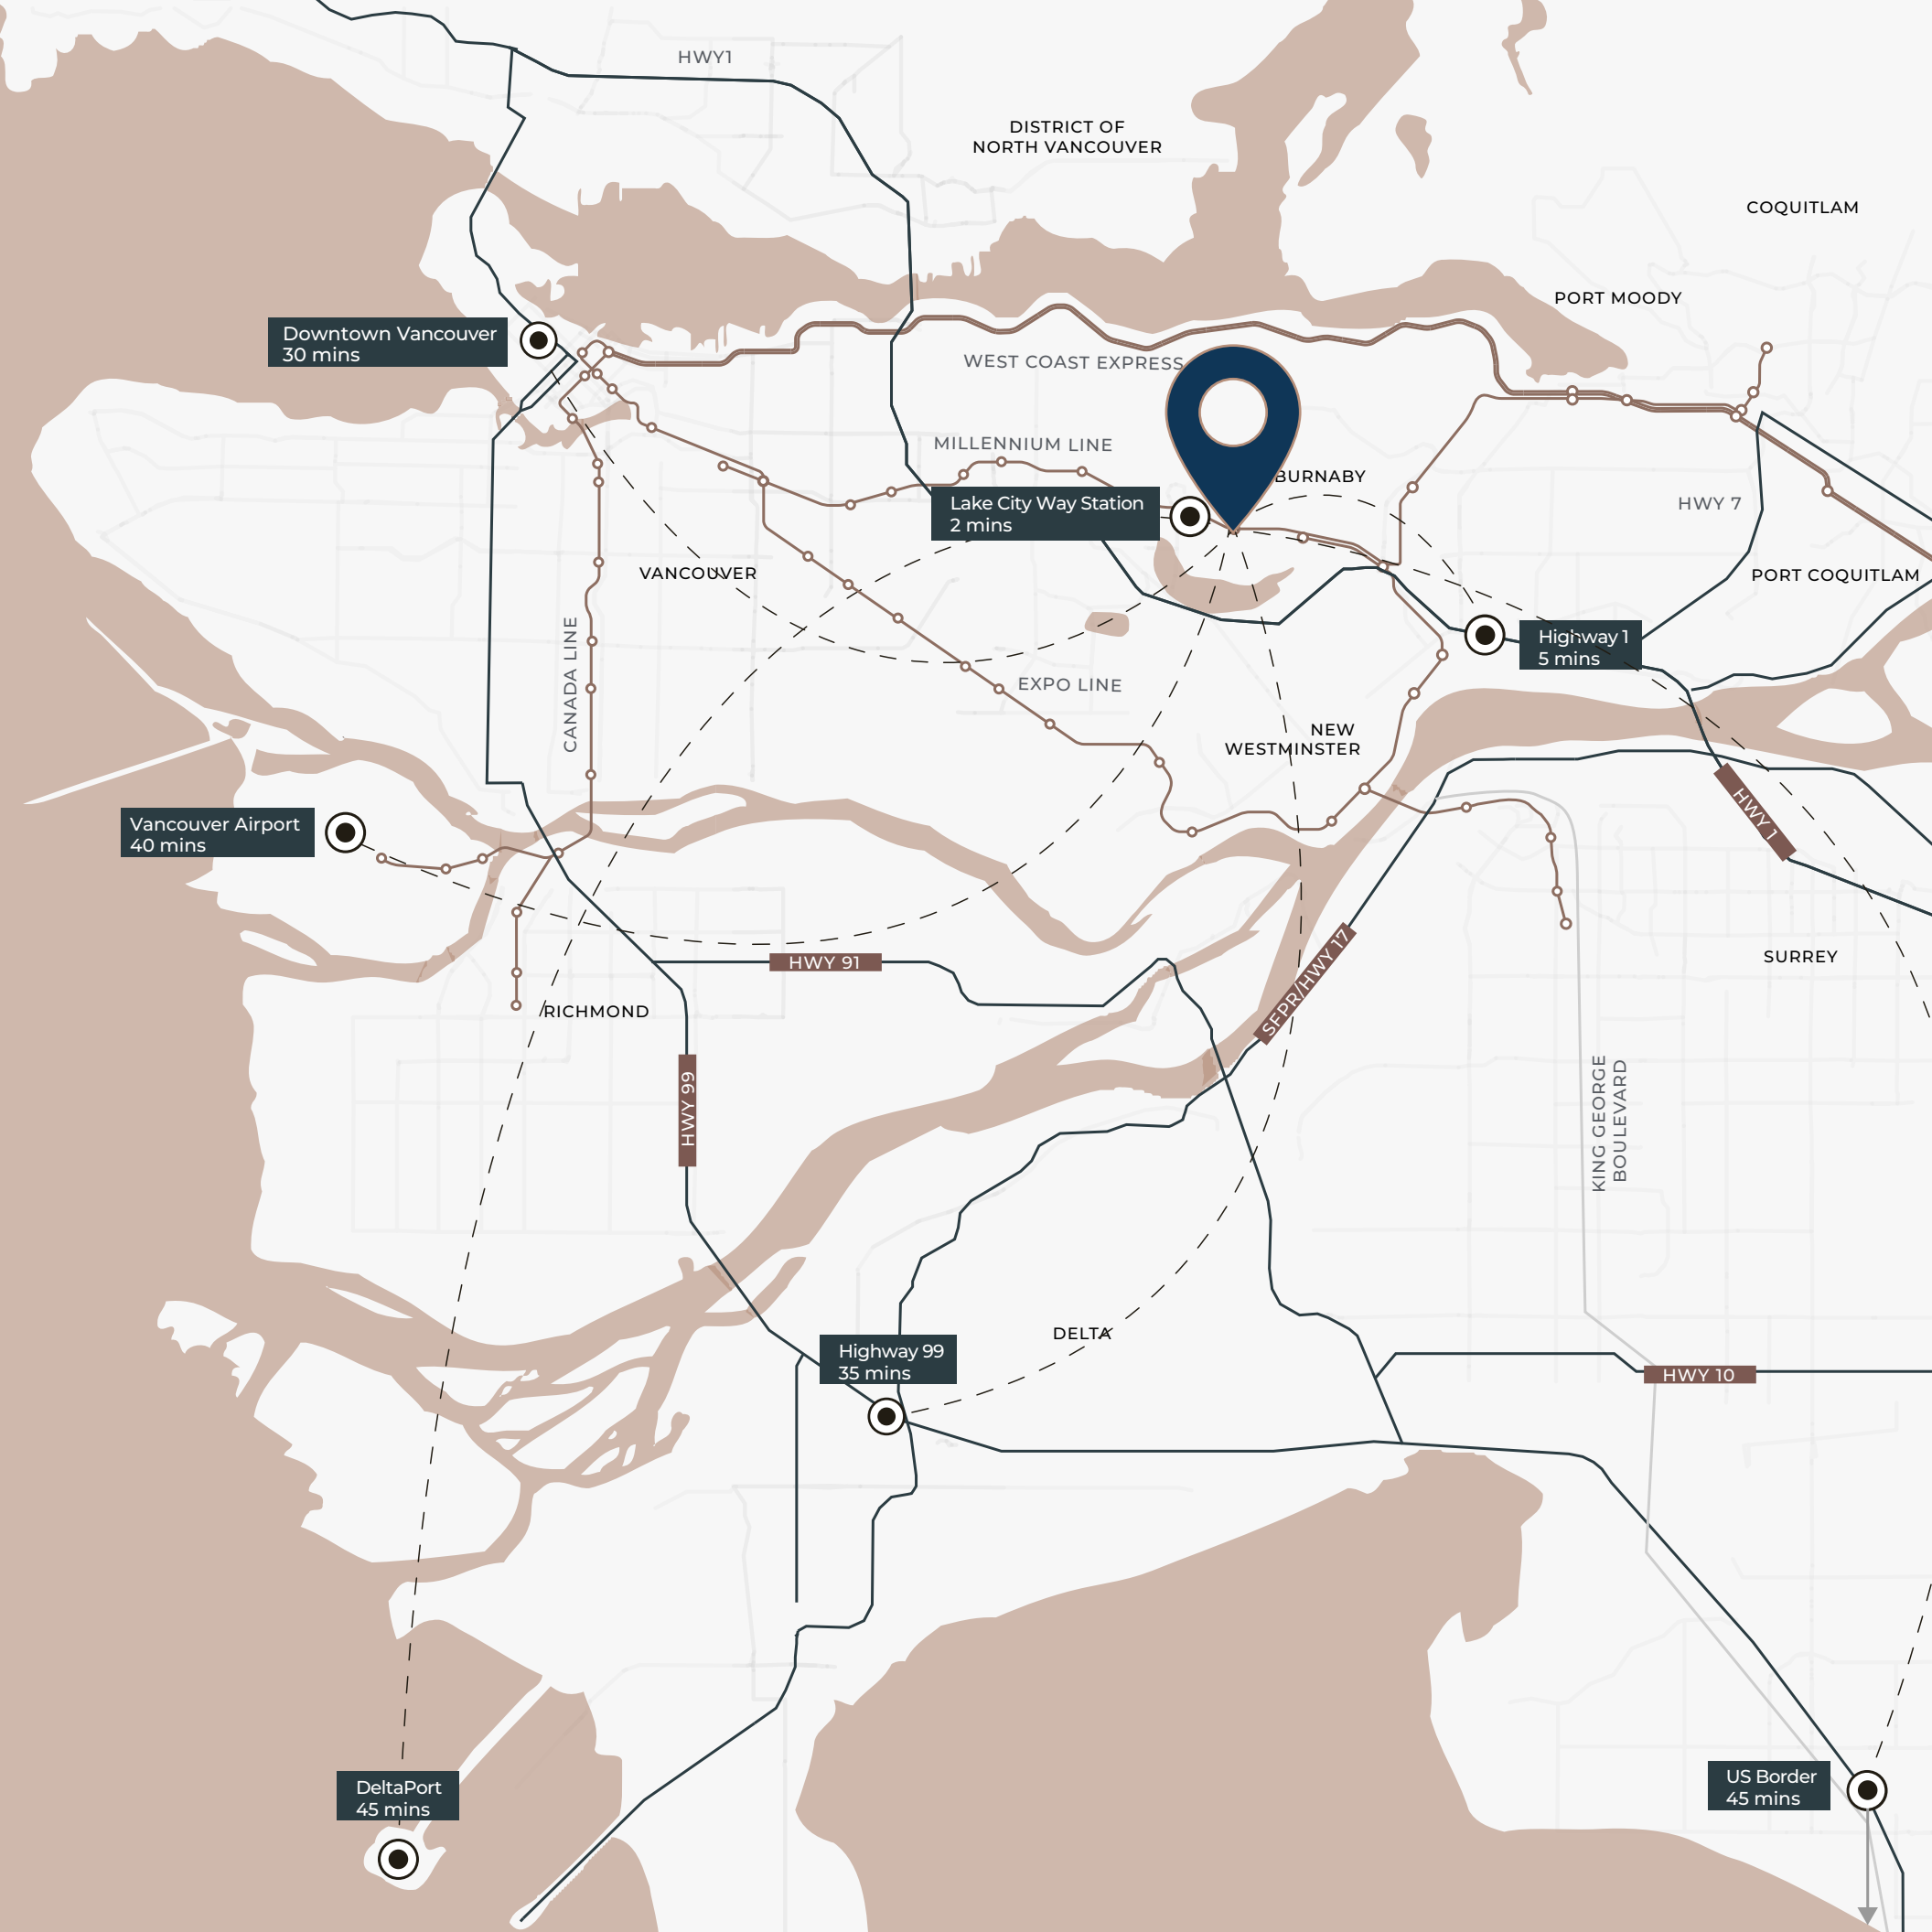 HWY1
DISTRICT OF
NORTH VANCOUVER
COQUITLAM
PORT MOODY
Downtown Vancouver
30 mins
WEST COAST EXPRESS
MILLENNIUM LINE
BURNABY
Lake City Way Station
2 mins
HWY 7
VANCOUVER
PORT COQUITLAM
CANADA LINE
Highway 1
5 mins
EXPO LINE
NEW
WESTMINSTER
HWY 1
Vancouver Airport
40 mins
HWY 91
SFPR/HWY 17
SURREY
RICHMOND
HWY 99
KING GEORGE
BOULEVARD
DELTA
Highway 99
35 mins
HWY 10
DeltaPort
45 mins
US Border
45 mins